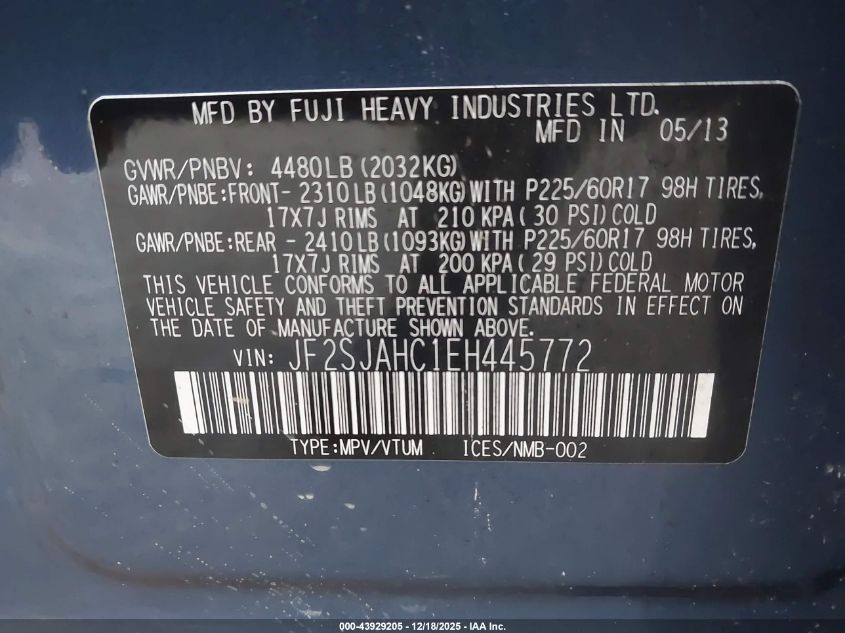 MFD BY FUJI HEAVY INDUSTRIES LTD.
MFD IN 05/13
GVWR/PNBV: 4480LB(2032KG)
GAWR/PNBE:FRONT- 2310LB(1048KG)WITH P225/60R17 98H TIRES,
17X7J RIMS AT 210 KPA( 30 PSI)COLD
GAWR/PNBE:REAR - 2410LB(1093KG)WITH P225/60R17 98H TIRES,
17X7J RIMS AT 200 KPA( 29 PSI)COLD
THIS VEHICLE CONFORMS TO ALL APPLICABLE FEDERAL MOTOR
VEHICLE SAFETY AND THEFT PREVENTION STANDARDS IN EFFECT ON
THE DATE OF MANUFACTURE SHOWN ABOVE.
VIN: JF2SJAHC1EH445772
TYPE:MPV/VTUM ICES/NMB-002
000-43929205 - 12/18/2025 - IAA Inc.